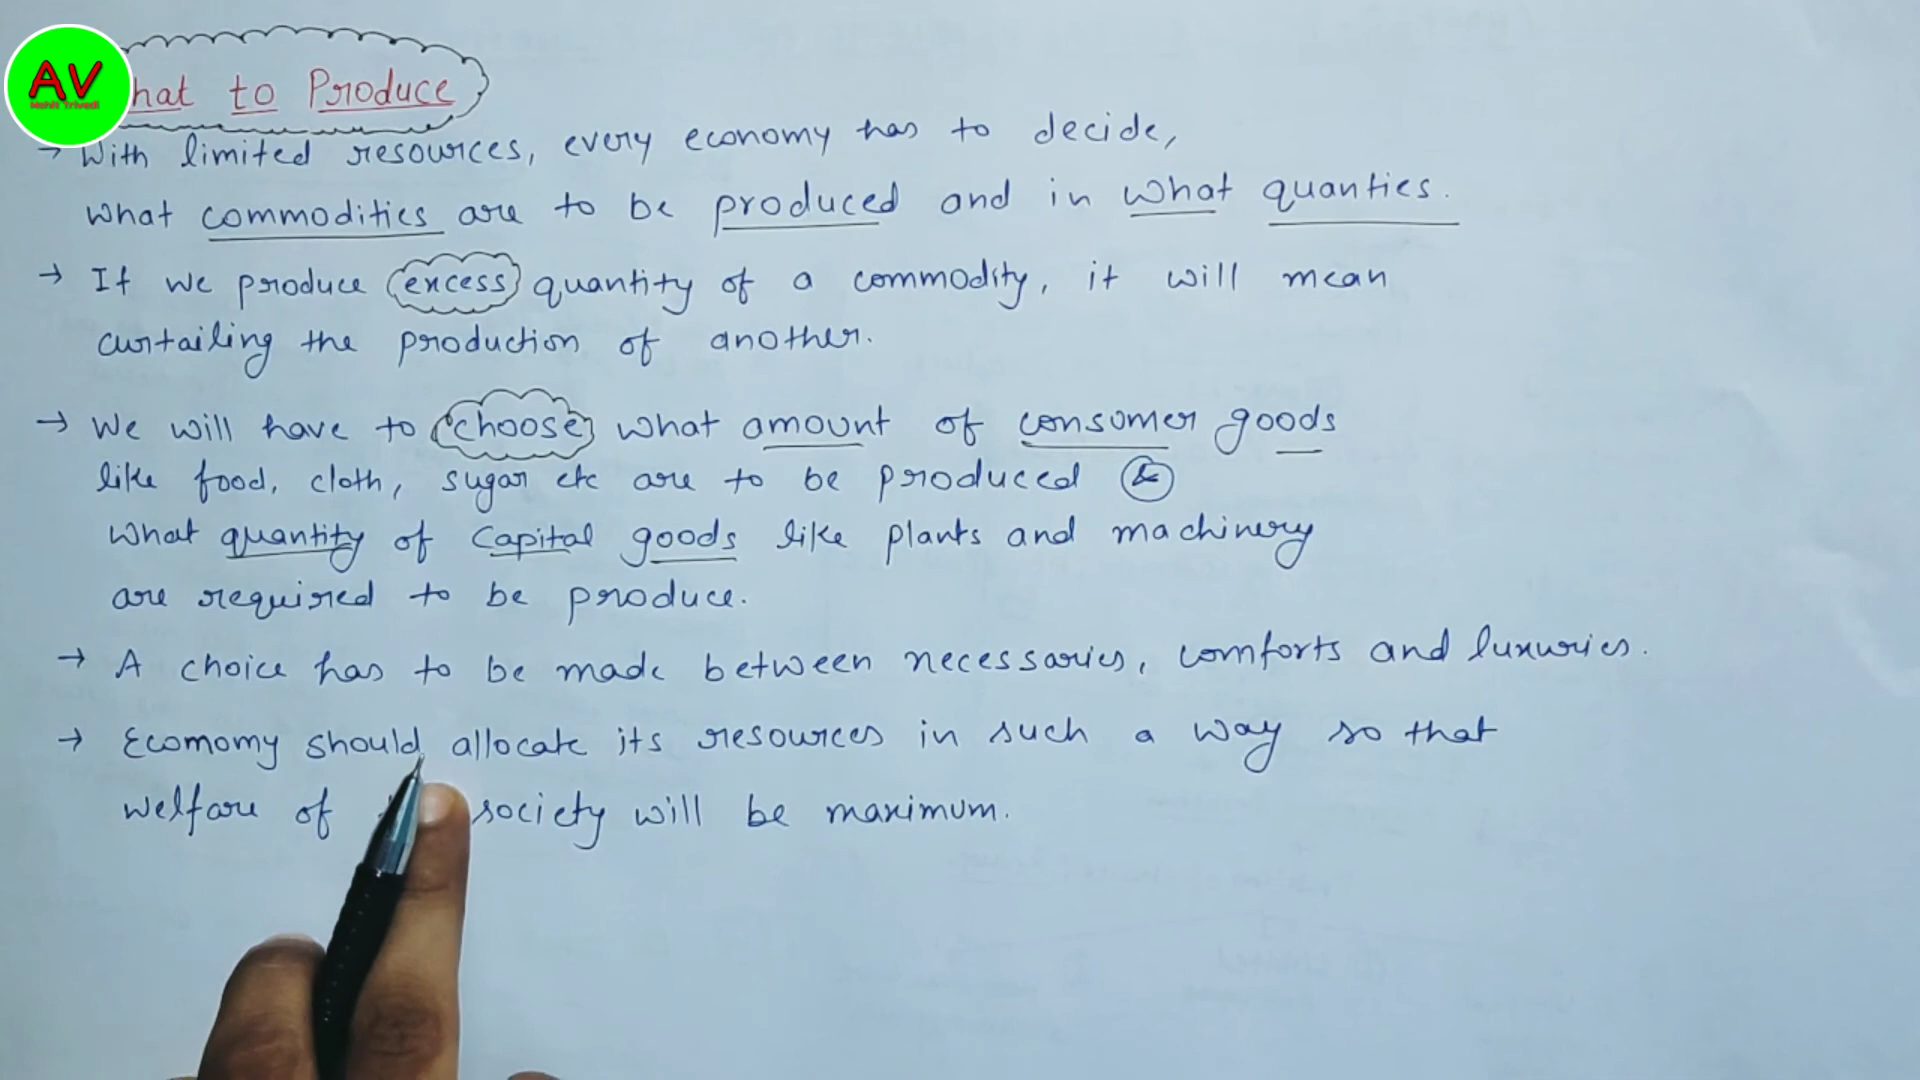 AV
Nishit Trivedi
hat to Produce
→ With limited resources, every economy has to decide,
what commodities are to be produced and in what quanties.
→ If we produce excess quantity of a commodity, it will mean
curtailing the production of another.
→ We will have to choose what amount of consumer goods
like food, cloth, sugar etc are to be produced &
what quantity of capital goods like plants and machinery
are required to be produce.
→ A choice has to be made between necessaries, comforts and luxuries.
→ Ecomomy should allocate its resources in such a way so that
welfare of society will be maximum.